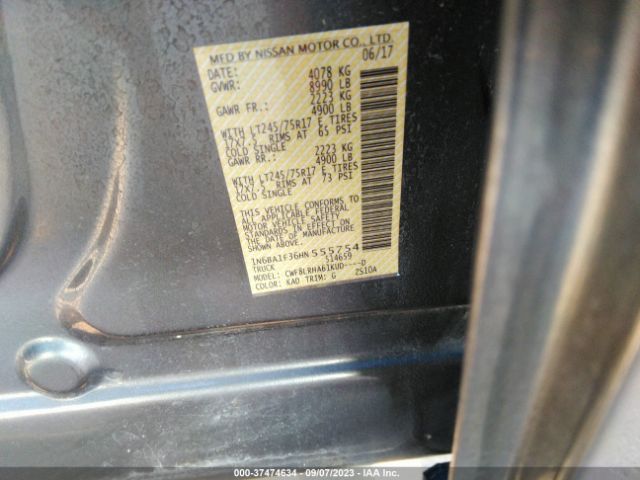 MFD BY NISSAN MOTOR CO., LTD.
DATE: 06/17
GVWR: 4078 KG
8990 LB
GAWR FR.: 2223 KG
4900 LB
WITH LT245/75R17 E TIRES
17X7.5 RIMS AT 65 PSI
COLD SINGLE
GAWR RR.: 2223 KG
4900 LB
WITH LT245/75R17 E TIRES
17X7.5 RIMS AT 73 PSI
COLD SINGLE
THIS VEHICLE CONFORMS TO
ALL APPLICABLE FEDERAL
MOTOR VEHICLE SAFETY
STANDARDS IN EFFECT ON THE
DATE OF MANUFACTURE
SHOWN ABOVE.
1N6BA1F36HN555754
TRUCK 514659
MODEL: CWF8LRHA61KUD----D
COLOR: KAD TRIM: G ZS10A
000-37474634 - 09/07/2023 - IAA Inc.